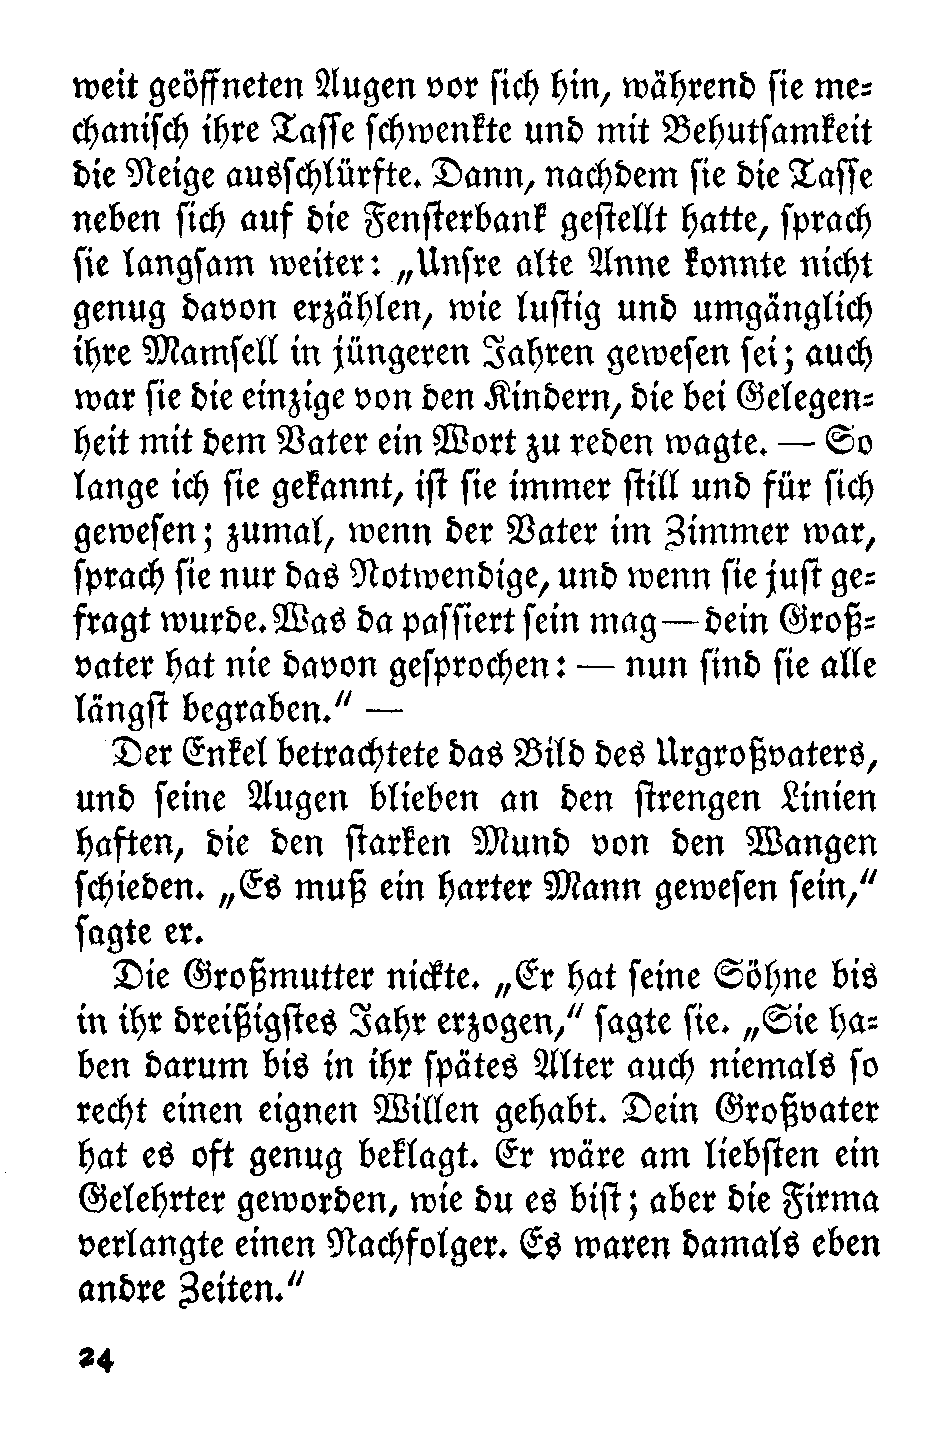 weit geöffneten Augen vor sich hin, während sie me-
chanisch ihre Tasse schwenkte und mit Behutsamkeit
die Neige ausschlürfte. Dann, nachdem sie die Tasse
neben sich auf die Fensterbank gestellt hatte, sprach
sie langsam weiter: „Unsre alte Anne konnte nicht
genug davon erzählen, wie lustig und umgänglich
ihre Mamsell in jüngeren Jahren gewesen sei; auch
war sie die einzige von den Kindern, die bei Gelegen-
heit mit dem Vater ein Wort zu reden wagte. — So
lange ich sie gekannt, ist sie immer still und für sich
gewesen; zumal, wenn der Vater im Zimmer war,
sprach sie nur das Notwendige, und wenn sie just ge-
fragt wurde. Was da passiert sein mag — dein Groß-
vater hat nie davon gesprochen: — nun sind sie alle
längst begraben.“ —
Der Enkel betrachtete das Bild des Urgroßvaters,
und seine Augen blieben an den strengen Linien
haften, die den starken Mund von den Wangen
schieden. „Es muß ein harter Mann gewesen sein,“
sagte er.
Die Großmutter nickte. „Er hat seine Söhne bis
in ihr dreißigstes Jahr erzogen,“ sagte sie. „Sie ha-
ben darum bis in ihr spätes Alter auch niemals so
recht einen eignen Willen gehabt. Dein Großvater
hat es oft genug beklagt. Er wäre am liebsten ein
Gelehrter geworden, wie du es bist; aber die Firma
verlangte einen Nachfolger. Es waren damals eben
andre Zeiten.“
24